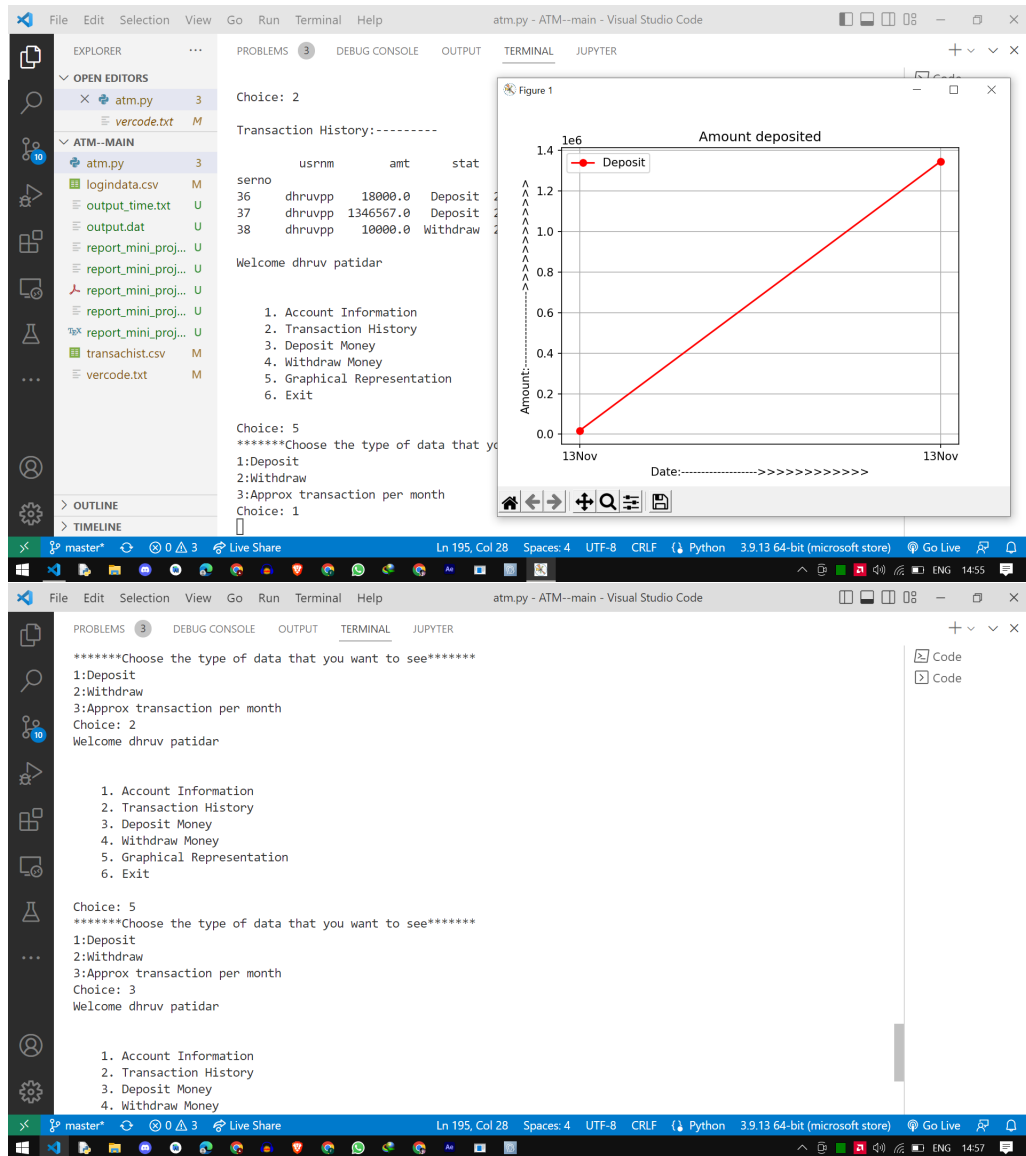 File Edit Selection View Go Run Terminal Help atm.py - ATM--main - Visual Studio Code
EXPLORER
OPEN EDITORS
atm.py 3
vercode.txt M
ATM--MAIN
atm.py 3
logindata.csv M
output_time.txt U
output.dat U
report_mini_proj... U
report_mini_proj... U
report_mini_proj... U
report_mini_proj... U
TEX report_mini_proj... U
transachist.csv M
vercode.txt M
OUTLINE
TIMELINE
10
PROBLEMS 3 DEBUG CONSOLE OUTPUT TERMINAL JUPYTER
Choice: 2
Transaction History:---------
usrnm amt stat
serno
36 dhruvpp 18000.0 Deposit 2
37 dhruvpp 1346567.0 Deposit 2
38 dhruvpp 10000.0 Withdraw 2
Welcome dhruv patidar
1. Account Information
2. Transaction History
3. Deposit Money
4. Withdraw Money
5. Graphical Representation
6. Exit
Choice: 5
*******Choose the type of data that yo
1:Deposit
2:Withdraw
3:Approx transaction per month
Choice: 1
Figure 1
Amount deposited
1e6
Deposit
1.4
1.2
1.0
0.8
0.6
0.4
0.2
0.0
13Nov 13Nov
master* 0 3 Live Share Ln 195, Col 28 Spaces: 4 UTF-8 CRLF Python 3.9.13 64-bit (microsoft store) Go Live
Ae ENG 14:55
File Edit Selection View Go Run Terminal Help atm.py - ATM--main - Visual Studio Code
PROBLEMS 3 DEBUG CONSOLE OUTPUT TERMINAL JUPYTER
*******Choose the type of data that you want to see*******
1:Deposit
2:Withdraw
3:Approx transaction per month
Choice: 2
Welcome dhruv patidar
1. Account Information
2. Transaction History
3. Deposit Money
4. Withdraw Money
5. Graphical Representation
6. Exit
Choice: 5
*******Choose the type of data that you want to see*******
1:Deposit
2:Withdraw
3:Approx transaction per month
Choice: 3
Welcome dhruv patidar
1. Account Information
2. Transaction History
3. Deposit Money
4. Withdraw Money
Code
Code
10
master* 0 3 Live Share Ln 195, Col 28 Spaces: 4 UTF-8 CRLF Python 3.9.13 64-bit (microsoft store) Go Live
Ae ENG 14:57